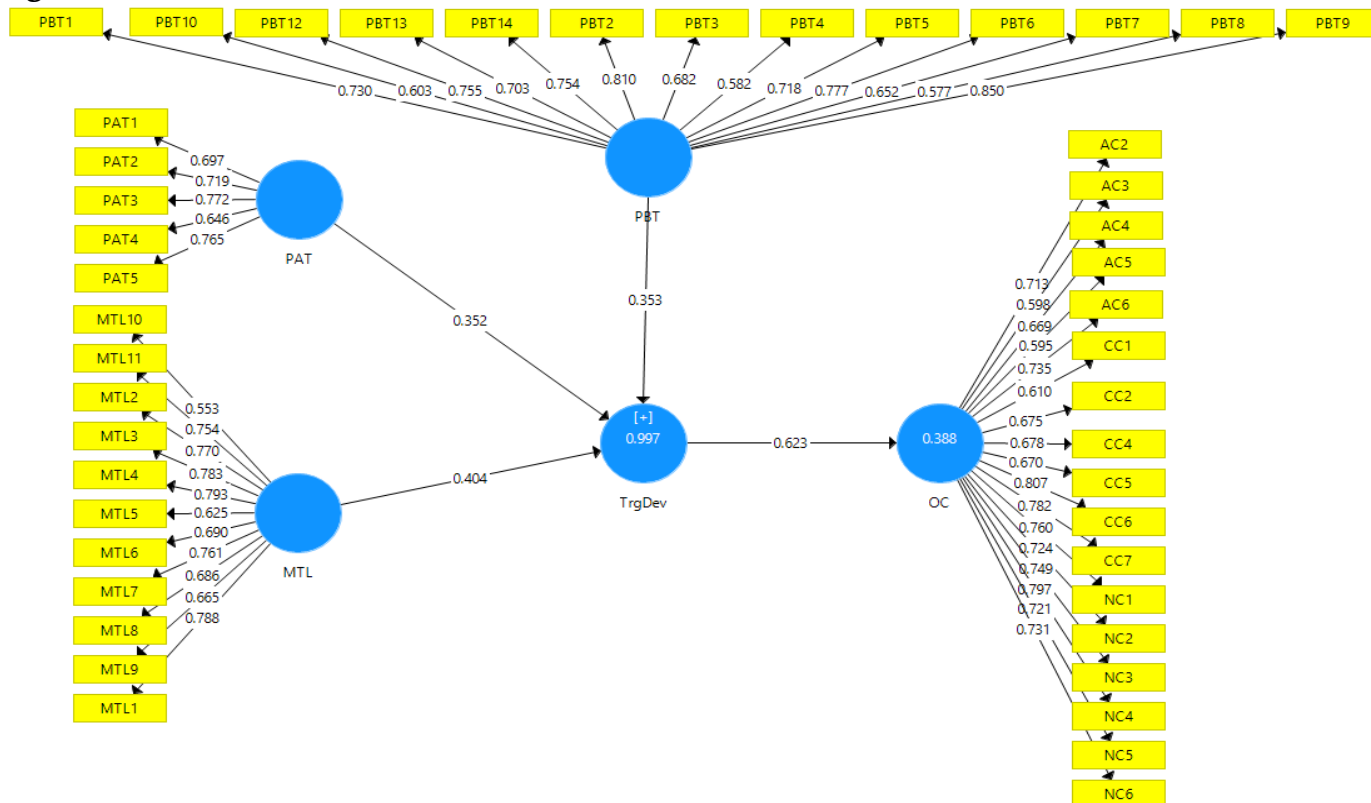 PBT1 PBT10 PBT12 PBT13 PBT14 PBT2 PBT3 PBT4 PBT5 PBT6 PBT7 PBT8 PBT9
0.730 0.603 0.755 0.703 0.754 0.810 0.682 0.582 0.718 0.777 0.652 0.577 0.850
PBT
PAT1
PAT2
PAT3
PAT4
PAT5
0.697
0.719
0.772
0.646
0.765
PAT
0.352
0.353
MTL10
MTL11
MTL2
MTL3
MTL4
MTL5
MTL6
MTL7
MTL8
MTL9
MTL1
0.553
0.754
0.770
0.783
0.793
0.625
0.690
0.761
0.686
0.665
0.788
MTL
0.404
[+]
0.997
TrgDev
0.623
0.388
OC
0.713
0.598
0.669
0.595
0.735
0.610
0.675
0.678
0.670
0.807
0.782
0.760
0.724
0.749
0.797
0.721
0.731
AC2
AC3
AC4
AC5
AC6
CC1
CC2
CC4
CC5
CC6
CC7
NC1
NC2
NC3
NC4
NC5
NC6